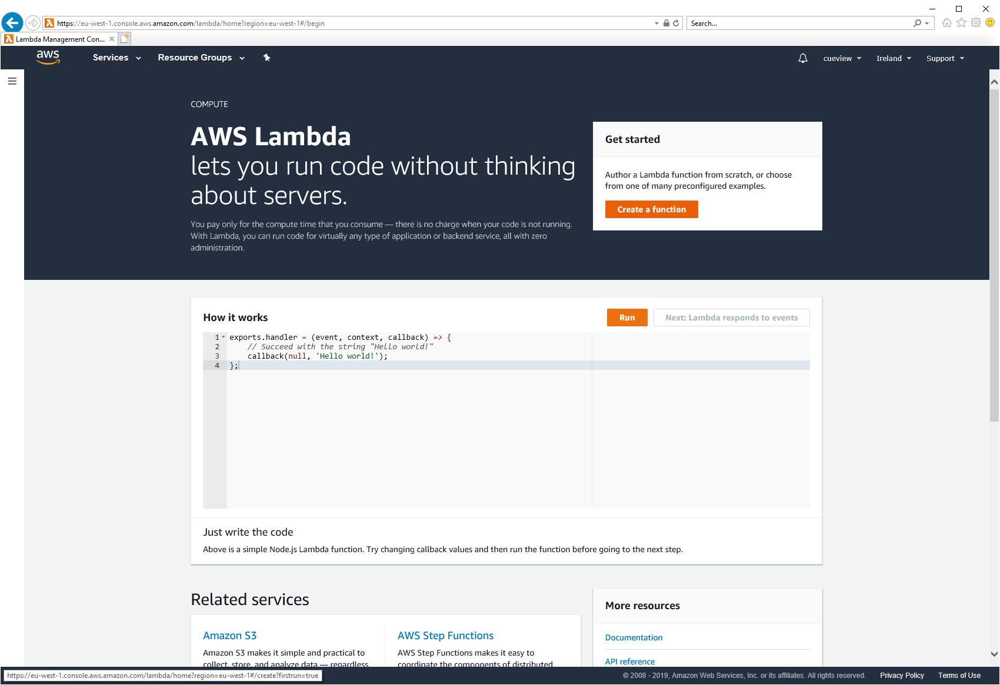 https://eu-west-1.console.aws.amazon.com/lambda/home?region=eu-west-1#/begin
Search...
Lambda Management Con...
aws
Services
Resource Groups
cueview
Ireland
Support
COMPUTE
AWS Lambda
lets you run code without thinking
about servers.
You pay only for the compute time that you consume — there is no charge when your code is not running.
With Lambda, you can run code for virtually any type of application or backend service, all with zero
administration.
Get started
Author a Lambda function from scratch, or choose
from one of many preconfigured examples.
Create a function
How it works
Run
Next: Lambda responds to events
1 exports.handler = (event, context, callback) => {
2 // Succeed with the string "Hello world!"
3 callback(null, 'Hello world!');
4 };
Just write the code
Above is a simple Node.js Lambda function. Try changing callback values and then run the function before going to the next step.
Related services
Amazon S3
Amazon S3 makes it simple and practical to
collect, store, and analyze data — regardless
AWS Step Functions
AWS Step Functions makes it easy to
coordinate the components of distributed
More resources
Documentation
API reference
https://eu-west-1.console.aws.amazon.com/lambda/home?region=eu-west-1#/create?firstrun=true
© 2008 - 2019, Amazon Web Services, Inc. or its affiliates. All rights reserved.
Privacy Policy
Terms of Use